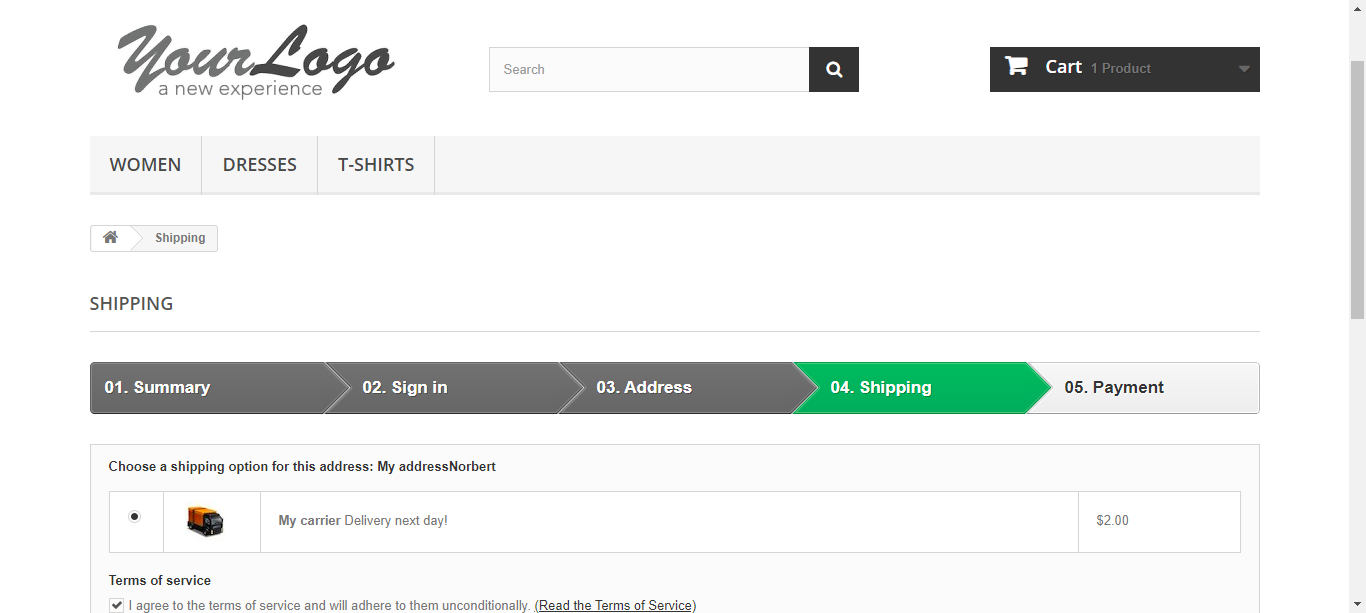 YourLogo
a new experience
Search
Cart 1 Product
WOMEN DRESSES T-SHIRTS
Shipping
SHIPPING
01. Summary 02. Sign in 03. Address 04. Shipping 05. Payment
Choose a shipping option for this address: My addressNorbert
My carrier Delivery next day! $2.00
Terms of service
I agree to the terms of service and will adhere to them unconditionally. (Read the Terms of Service)